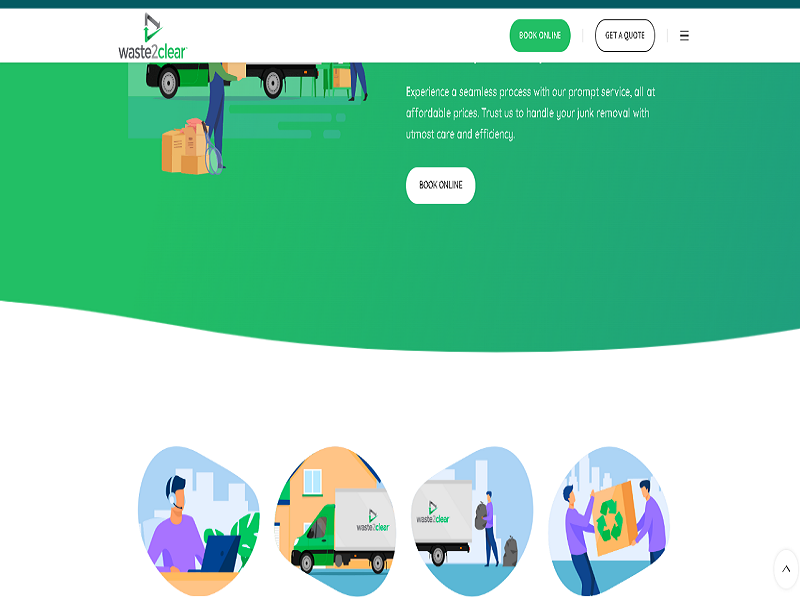 waste2clear
BOOK ONLINE
GET A QUOTE
Experience a seamless process with our prompt service, all at
affordable prices. Trust us to handle your junk removal with
utmost care and efficiency.
BOOK ONLINE
waste2clear
waste2clear